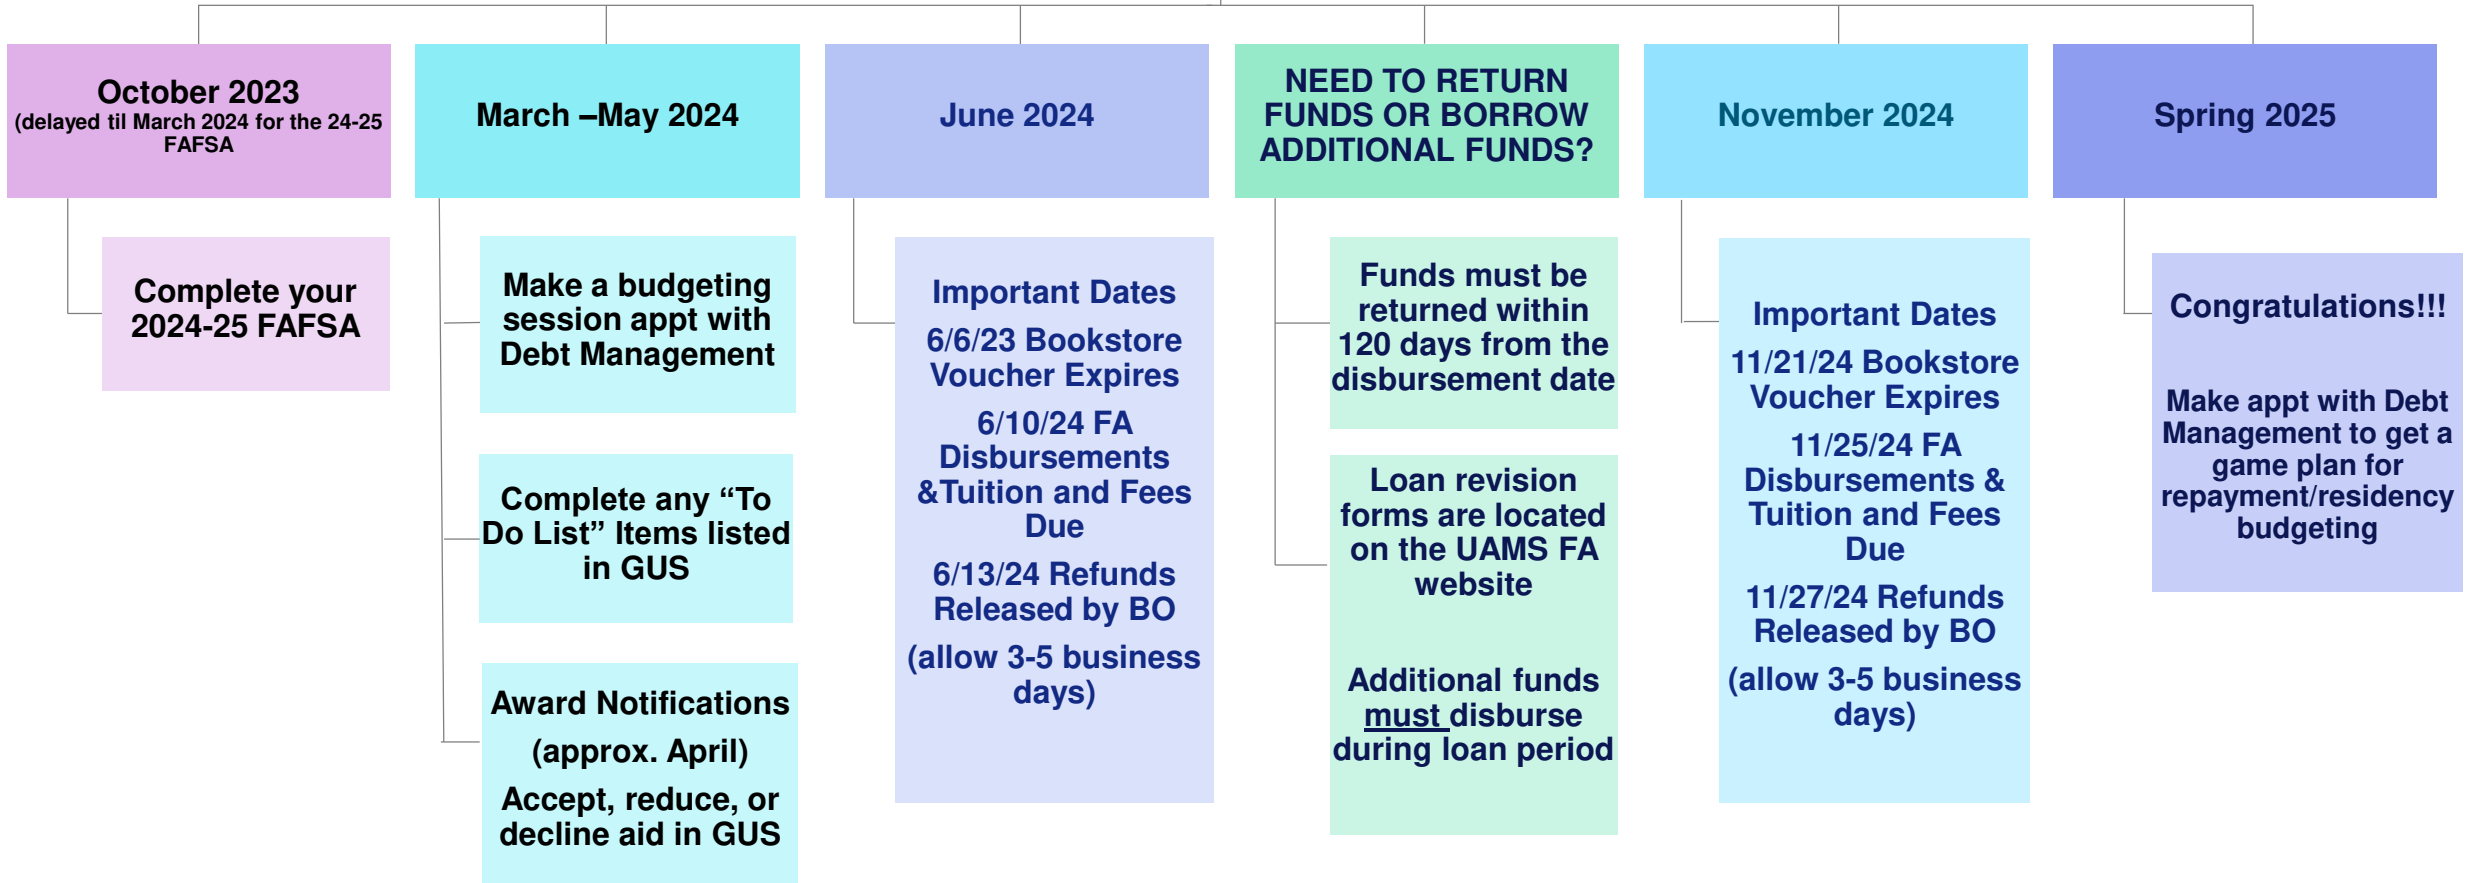 October 2023
(delayed til March 2024 for the 24-25
FAFSA
Complete your
2024-25 FAFSA
March –May 2024
Make a budgeting
session appt with
Debt Management
Complete any “To
Do List” Items listed
in GUS
Award Notifications
(approx. April)
Accept, reduce, or
decline aid in GUS
June 2024
Important Dates
6/6/23 Bookstore
Voucher Expires
6/10/24 FA
Disbursements
&Tuition and Fees
Due
6/13/24 Refunds
Released by BO
(allow 3-5 business
days)
NEED TO RETURN
FUNDS OR BORROW
ADDITIONAL FUNDS?
Funds must be
returned within
120 days from the
disbursement date
Loan revision
forms are located
on the UAMS FA
website
Additional funds
must disburse
during loan period
November 2024
Important Dates
11/21/24 Bookstore
Voucher Expires
11/25/24 FA
Disbursements &
Tuition and Fees
Due
11/27/24 Refunds
Released by BO
(allow 3-5 business
days)
Spring 2025
Congratulations!!!
Make appt with Debt
Management to get a
game plan for
repayment/residency
budgeting